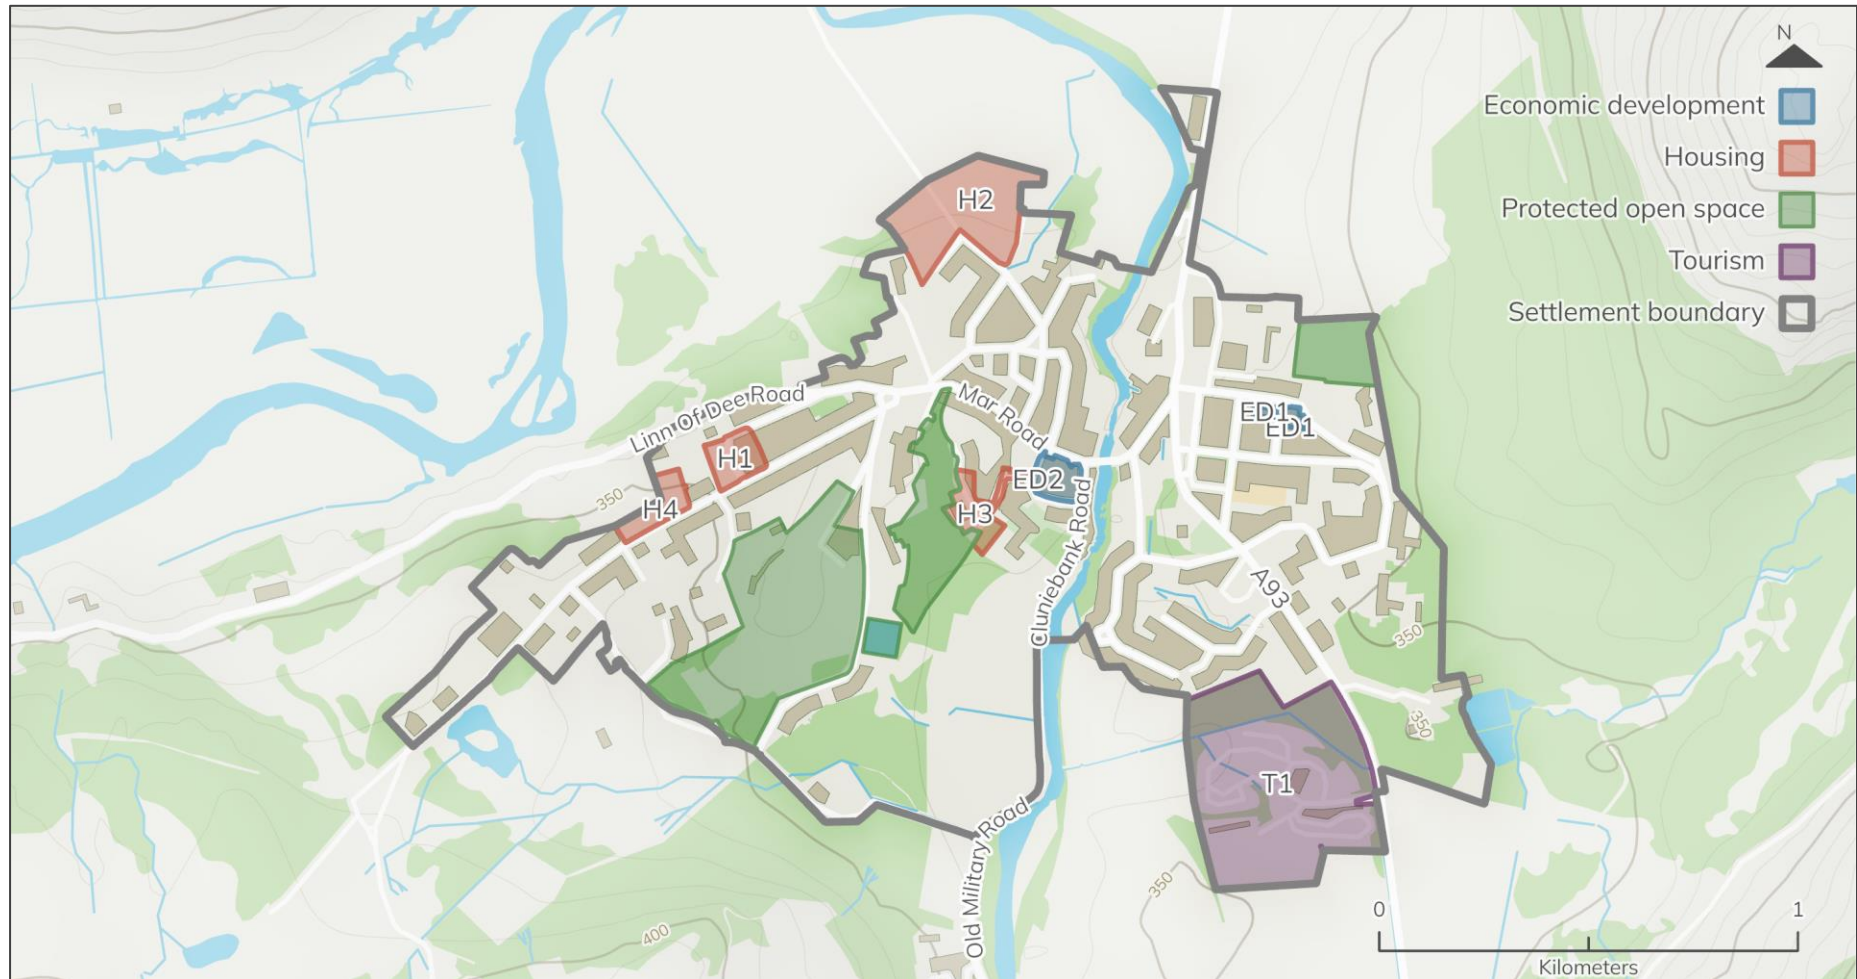 N
Economic development
Housing
Protected open space
Tourism
Settlement boundary
H2
Linn Of Dee Road
Mar Road
ED1
ED1
H1
ED2
H4
H3
350
Cluniebank Road
A93
350
350
T1
Old Military Road
350
400
0
1
Kilometers